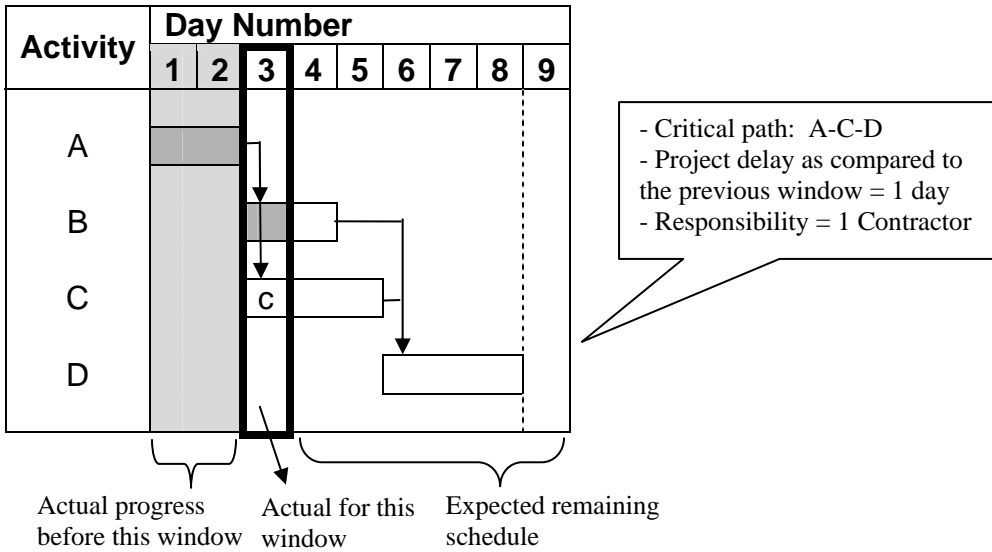 Activity
Day Number
1 2 3 4 5 6 7 8 9
A
B
C
c
D
- Critical path: A-C-D
- Project delay as compared to
the previous window = 1 day
- Responsibility = 1 Contractor
Actual progress
before this window
Actual for this
window
Expected remaining
schedule